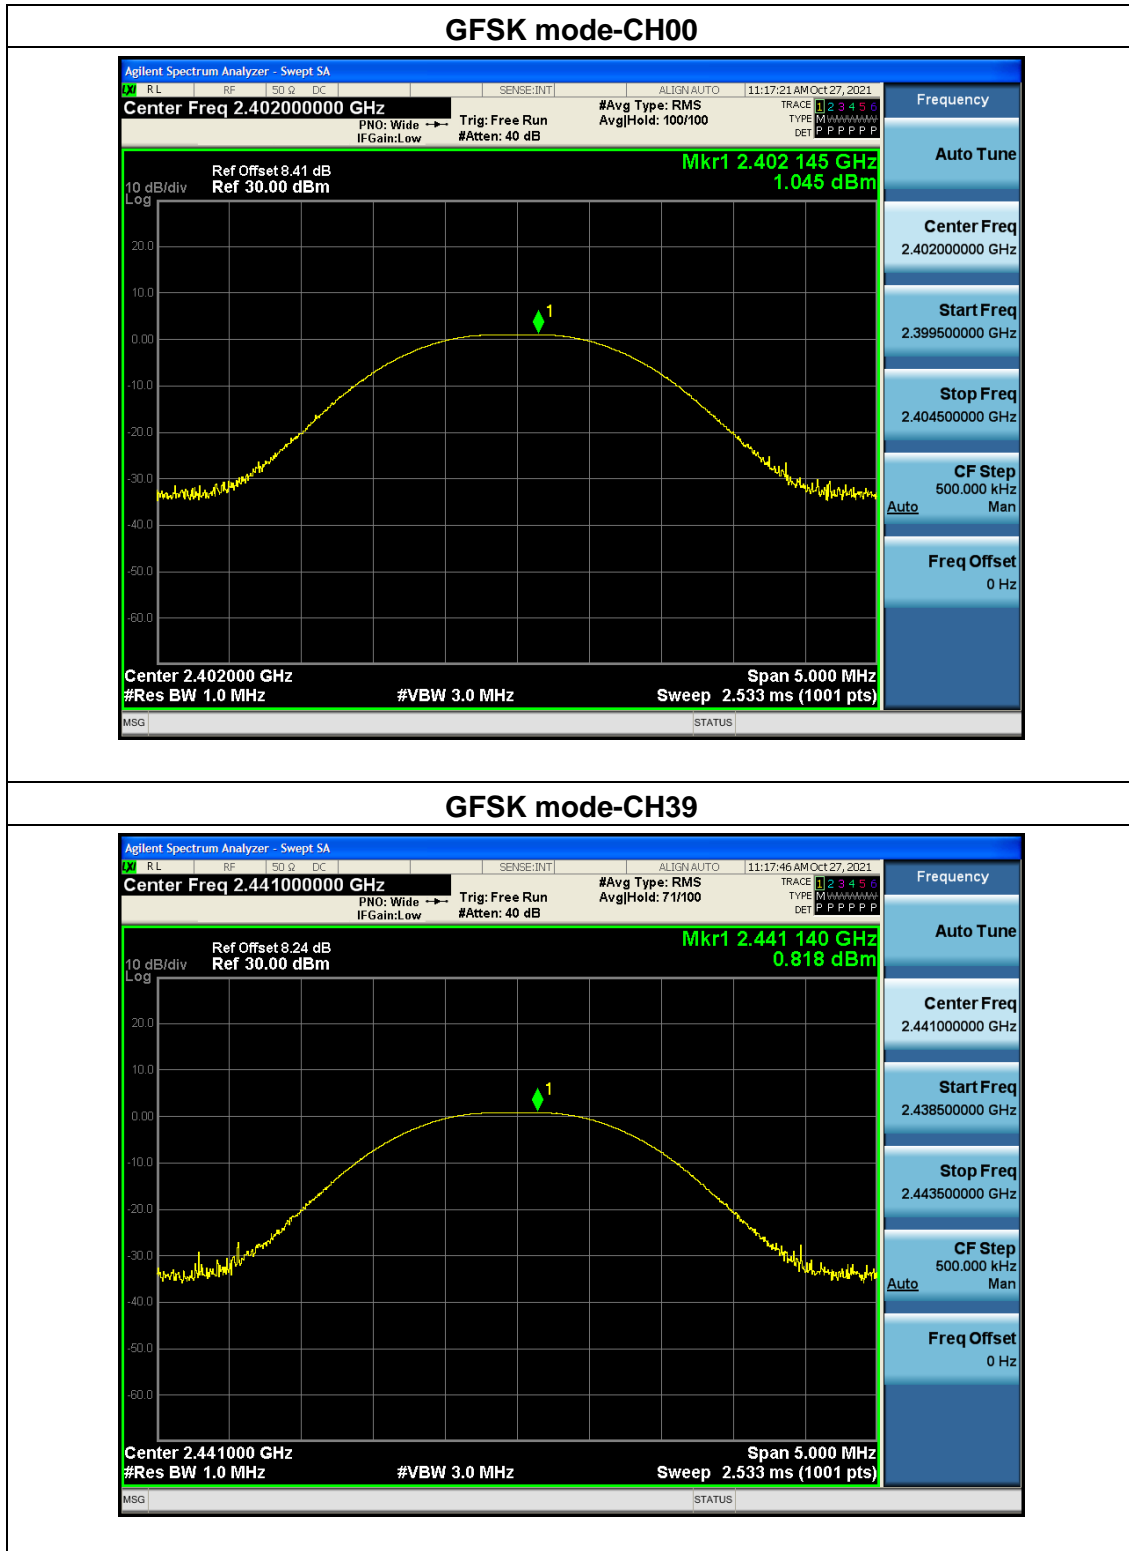 GFSK mode-CH00
Agilent Spectrum Analyzer - Swept SA
LXI RL RF 50 Ω DC SENSE:INT ALIGN AUTO 11:17:21 AM Oct 27, 2021
Center Freq 2.402000000 GHz
PNO: Wide
IFGain:Low
Trig: Free Run
#Atten: 40 dB
#Avg Type: RMS
Avg|Hold: 100/100
TRACE 1 2 3 4 5 6
TYPE M W W W W W
DET P P P P P P
Frequency
Auto Tune
Center Freq
2.402000000 GHz
Start Freq
2.399500000 GHz
Stop Freq
2.404500000 GHz
CF Step
500.000 kHz
Auto Man
Freq Offset
0 Hz
Mkr1 2.402 145 GHz
1.045 dBm
Ref Offset 8.41 dB
10 dB/div Ref 30.00 dBm
Log
20.0
10.0
1
0.00
-10.0
-20.0
-30.0
-40.0
-50.0
-60.0
Center 2.402000 GHz Span 5.000 MHz
#Res BW 1.0 MHz #VBW 3.0 MHz Sweep 2.533 ms (1001 pts)
MSG STATUS
GFSK mode-CH39
Agilent Spectrum Analyzer - Swept SA
LXI RL RF 50 Ω DC SENSE:INT ALIGN AUTO 11:17:46 AM Oct 27, 2021
Center Freq 2.441000000 GHz
PNO: Wide
IFGain:Low
Trig: Free Run
#Atten: 40 dB
#Avg Type: RMS
Avg|Hold: 71/100
TRACE 1 2 3 4 5 6
TYPE M W W W W W
DET P P P P P P
Frequency
Auto Tune
Center Freq
2.441000000 GHz
Start Freq
2.438500000 GHz
Stop Freq
2.443500000 GHz
CF Step
500.000 kHz
Auto Man
Freq Offset
0 Hz
Mkr1 2.441 140 GHz
0.818 dBm
Ref Offset 8.24 dB
10 dB/div Ref 30.00 dBm
Log
20.0
10.0
1
0.00
-10.0
-20.0
-30.0
-40.0
-50.0
-60.0
Center 2.441000 GHz Span 5.000 MHz
#Res BW 1.0 MHz #VBW 3.0 MHz Sweep 2.533 ms (1001 pts)
MSG STATUS